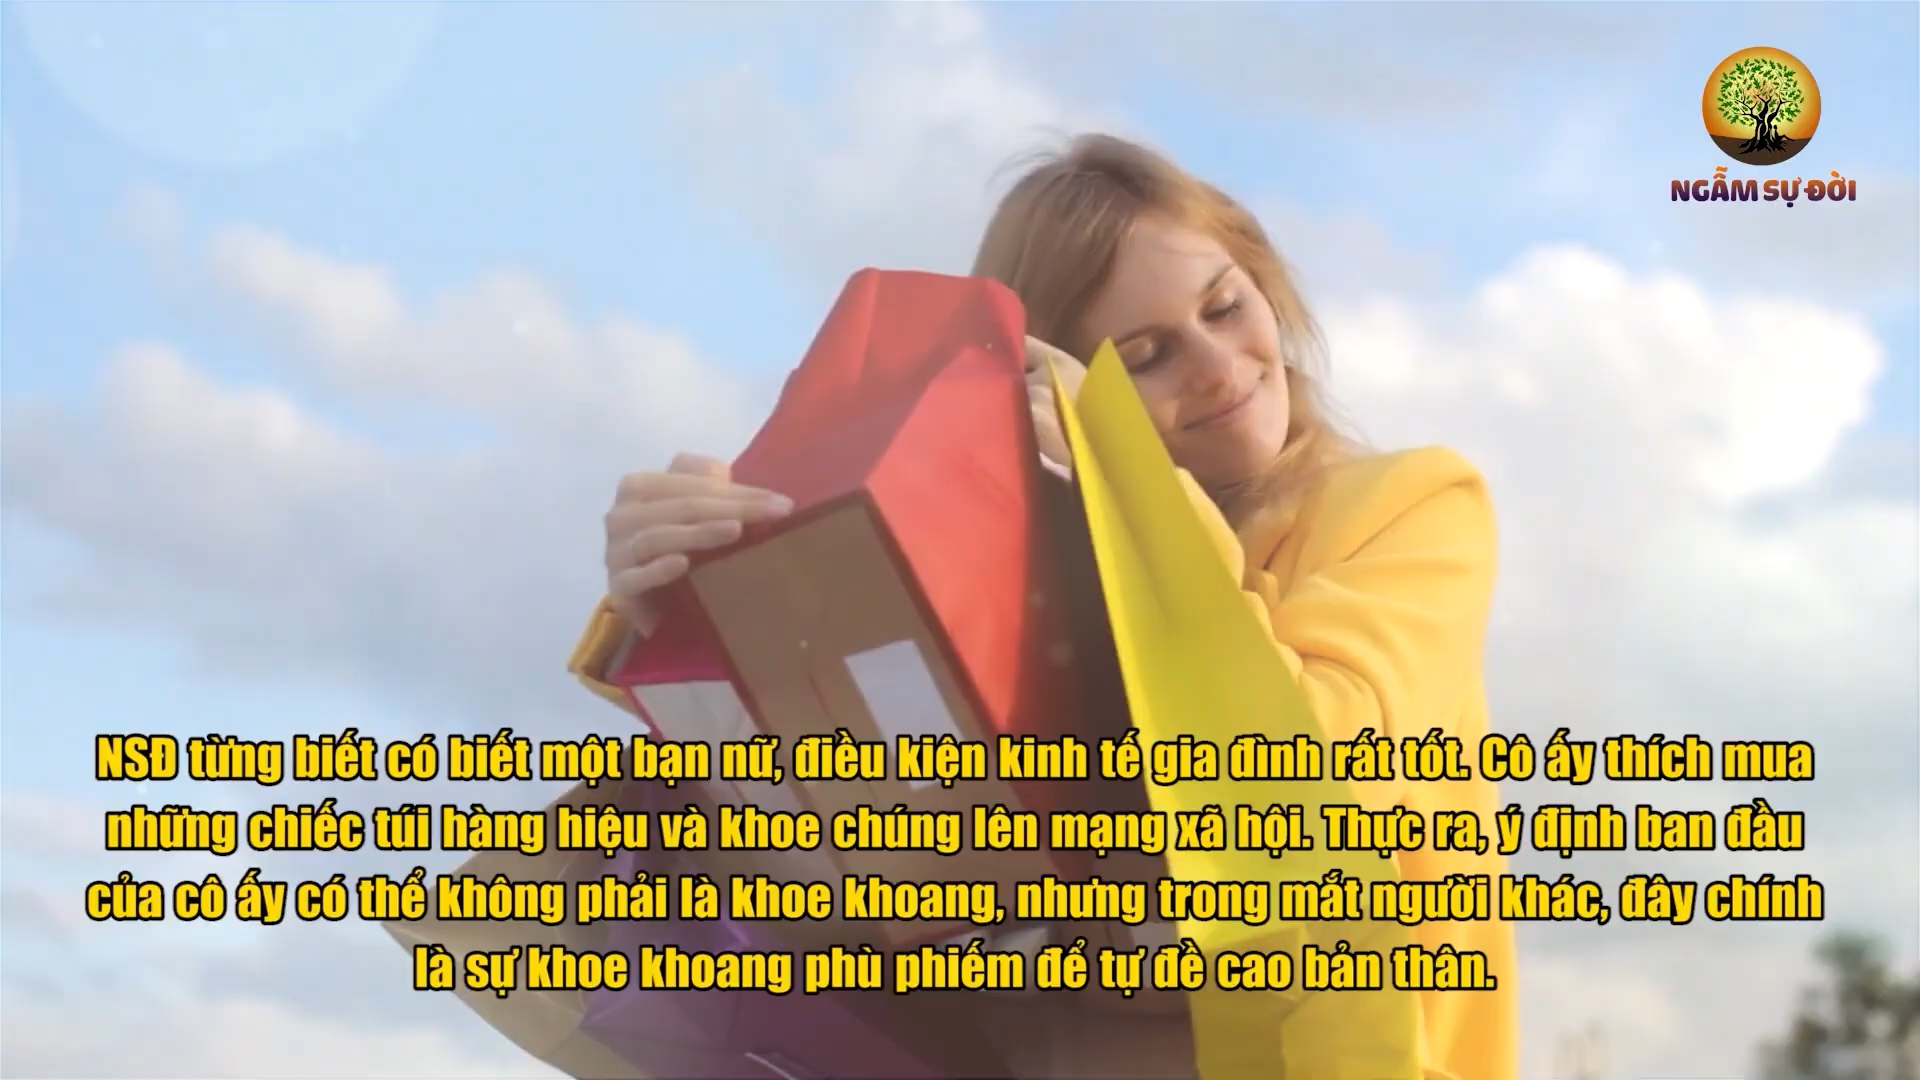 NGẪM SỰ ĐỜI
NSĐ từng biết có biết một bạn nữ, điều kiện kinh tế gia đình rất tốt. Cô ấy thích mua
những chiếc túi hàng hiệu và khoe chúng lên mạng xã hội. Thực ra, ý định ban đầu
của cô ấy có thể không phải là khoe khoang, nhưng trong mắt người khác, đây chính
là sự khoe khoang phù phiếm để tự đề cao bản thân.